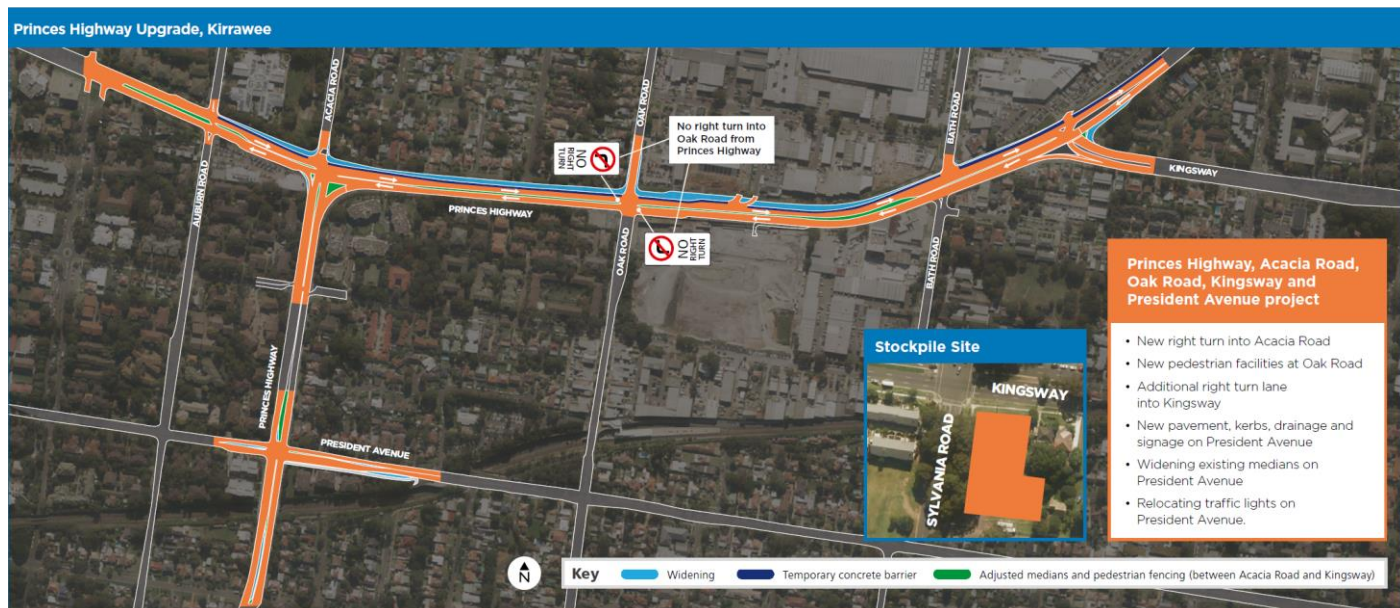 Princes Highway Upgrade, Kirrawee
ACACIA ROAD
OAK ROAD
BATH ROAD
No right turn into
Oak Road from
Princes Highway
NO
RIGHT
TURN
KINGSWAY
AUBURN ROAD
PRINCES HIGHWAY
OAK ROAD
NO
RIGHT
TURN
BATH ROAD
PRINCES HIGHWAY
PRESIDENT AVENUE
Stockpile Site
KINGSWAY
SYLVANIA ROAD
Princes Highway, Acacia Road,
Oak Road, Kingsway and
President Avenue project
• New right turn into Acacia Road
• New pedestrian facilities at Oak Road
• Additional right turn lane
into Kingsway
• New pavement, kerbs, drainage and
signage on President Avenue
• Widening existing medians on
President Avenue
• Relocating traffic lights on
President Avenue.
Key
Widening
Temporary concrete barrier
Adjusted medians and pedestrian fencing (between Acacia Road and Kingsway)